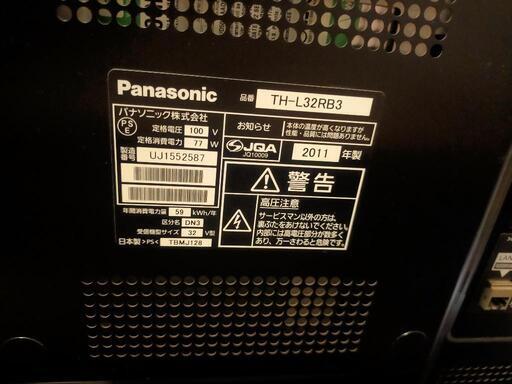 Panasonic
品番 TH-L32RB3
パナソニック株式会社
PSE
定格電圧 100 V
定格消費電力 77 W
製造番号 UJ1552587
お知らせ
本体の温度が高くなりますが
性能・品質には問題ありません。
JQA
JQ10009
2011 年製
警告
高圧注意
サービスマン以外の方は、
裏ぶたをあけないでください。
内部には高電圧部分が数多く
あり、万一さわると危険です。
年間消費電力量 59 kWh/年
区分名 DN3
受信機型サイズ 32 V型
日本製 >PS< TBMJ128
LAN